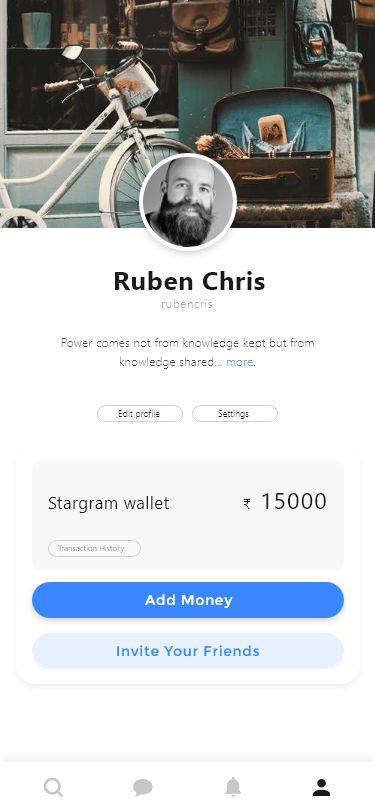 Ruben Chris
rubencris
Power comes not from knowledge kept but from
knowledge shared... more.
Edit profile
Settings
Stargram wallet
₹ 15000
Transaction History
Add Money
Invite Your Friends